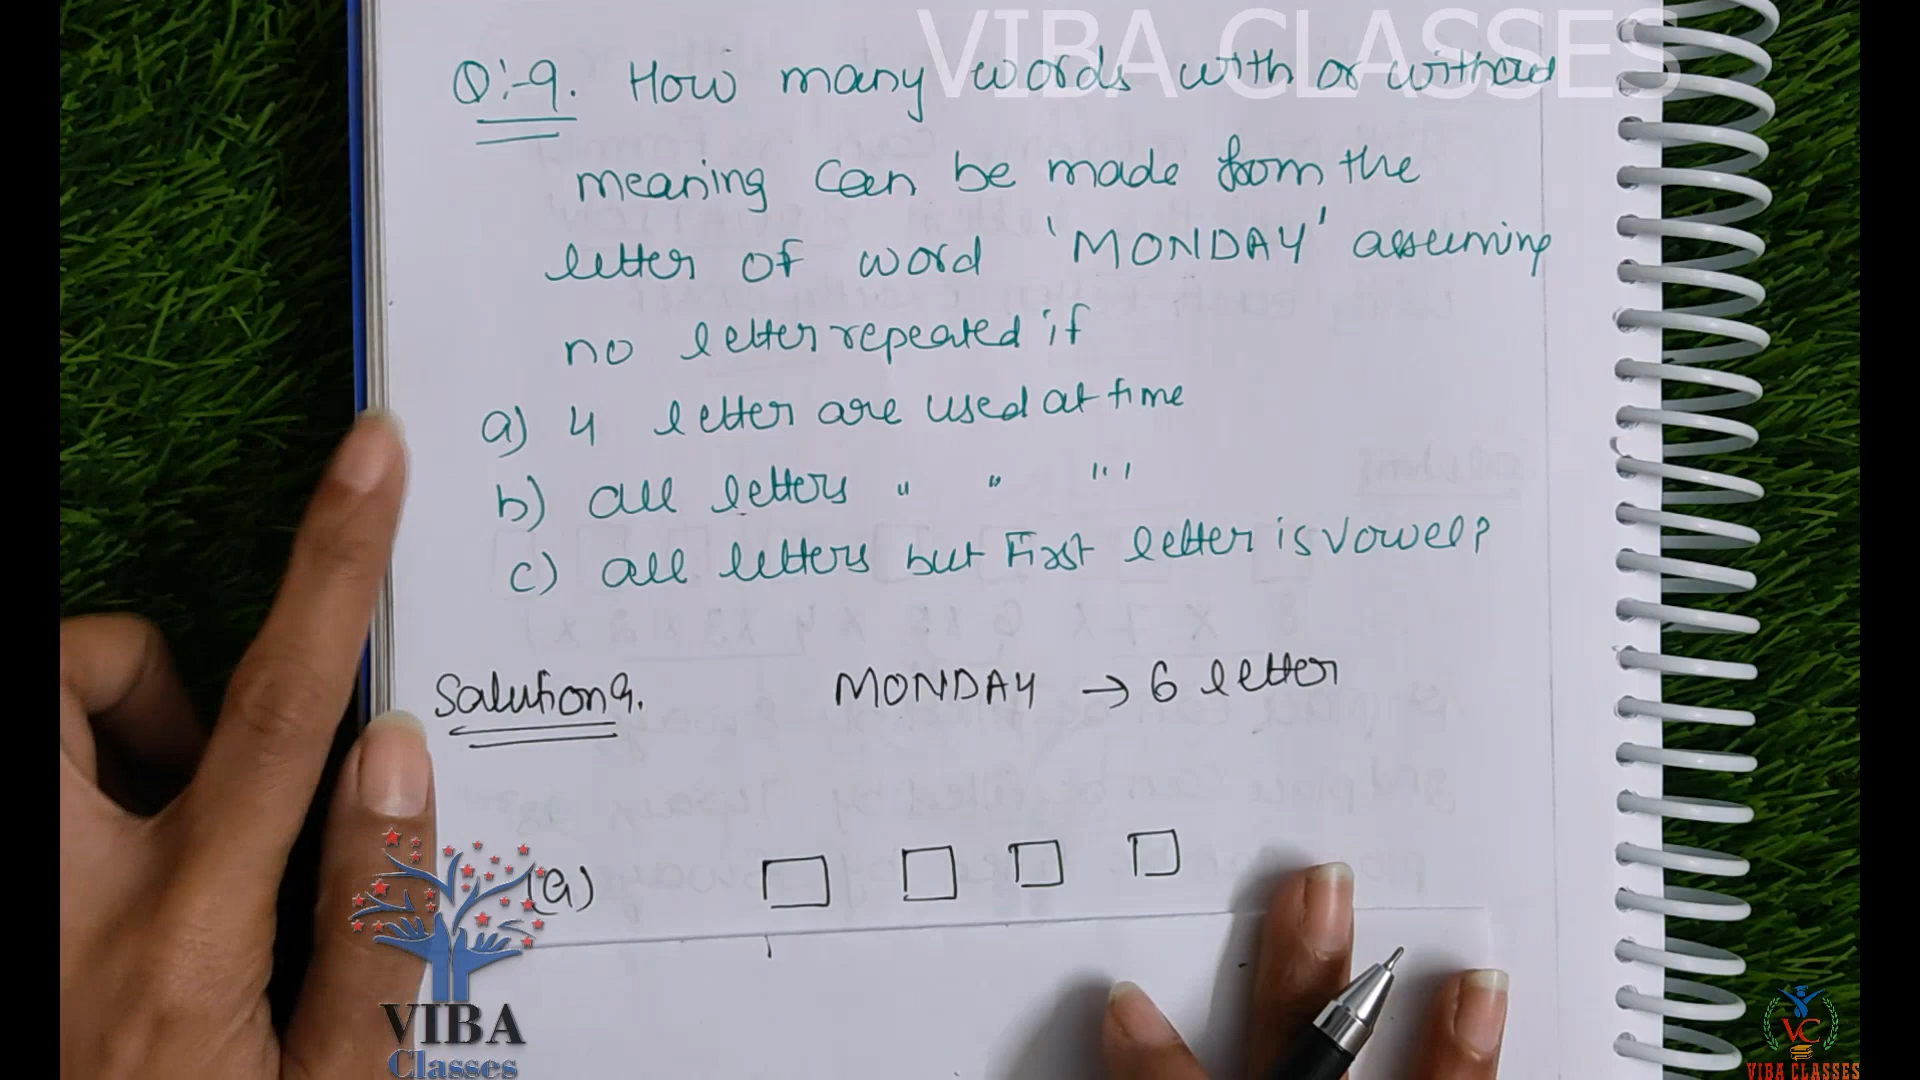 VIBA CLASSES
Q:-9. How many words with or without
meaning can be made from the
letter of word 'MONDAY' assuming
no letter repeated if
a) 4 letter are used at time
b) all letters " " " "
c) all letters but First letter is vowel?
Solution 9. MONDAY → 6 letter
(a)
VIBA
Classes
VC
VIBA CLASSES